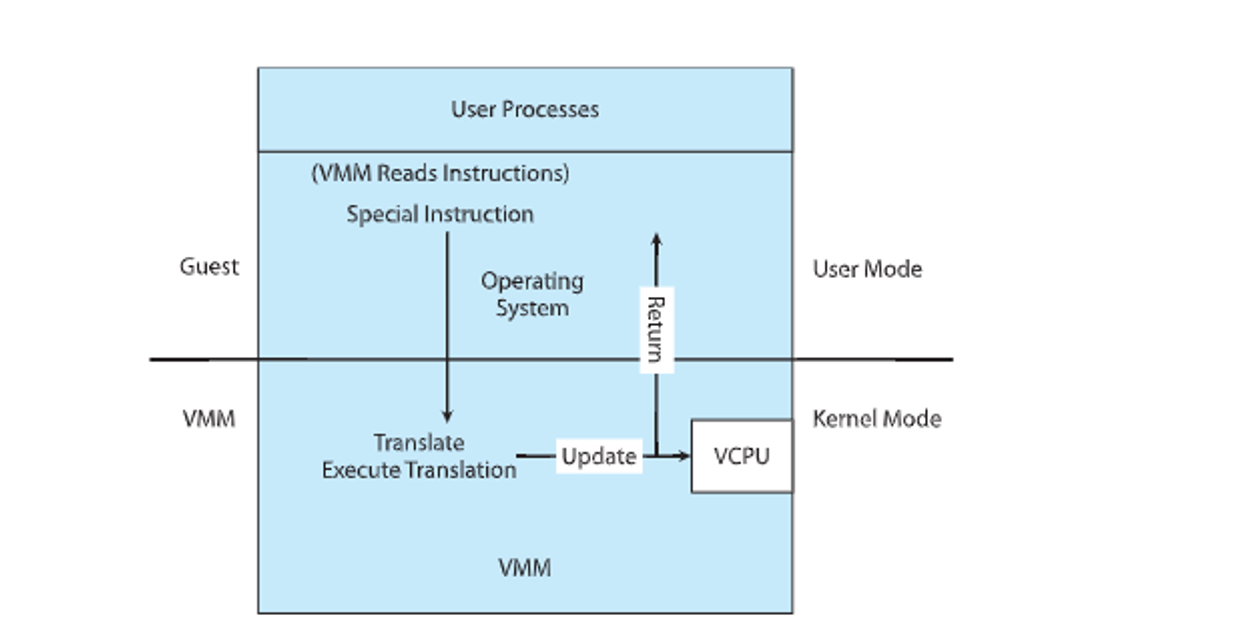 User Processes
(VMM Reads Instructions)
Special Instruction
Guest
Operating
System
User Mode
Return
VMM
Kernel Mode
Translate
Execute Translation
Update
VCPU
VMM